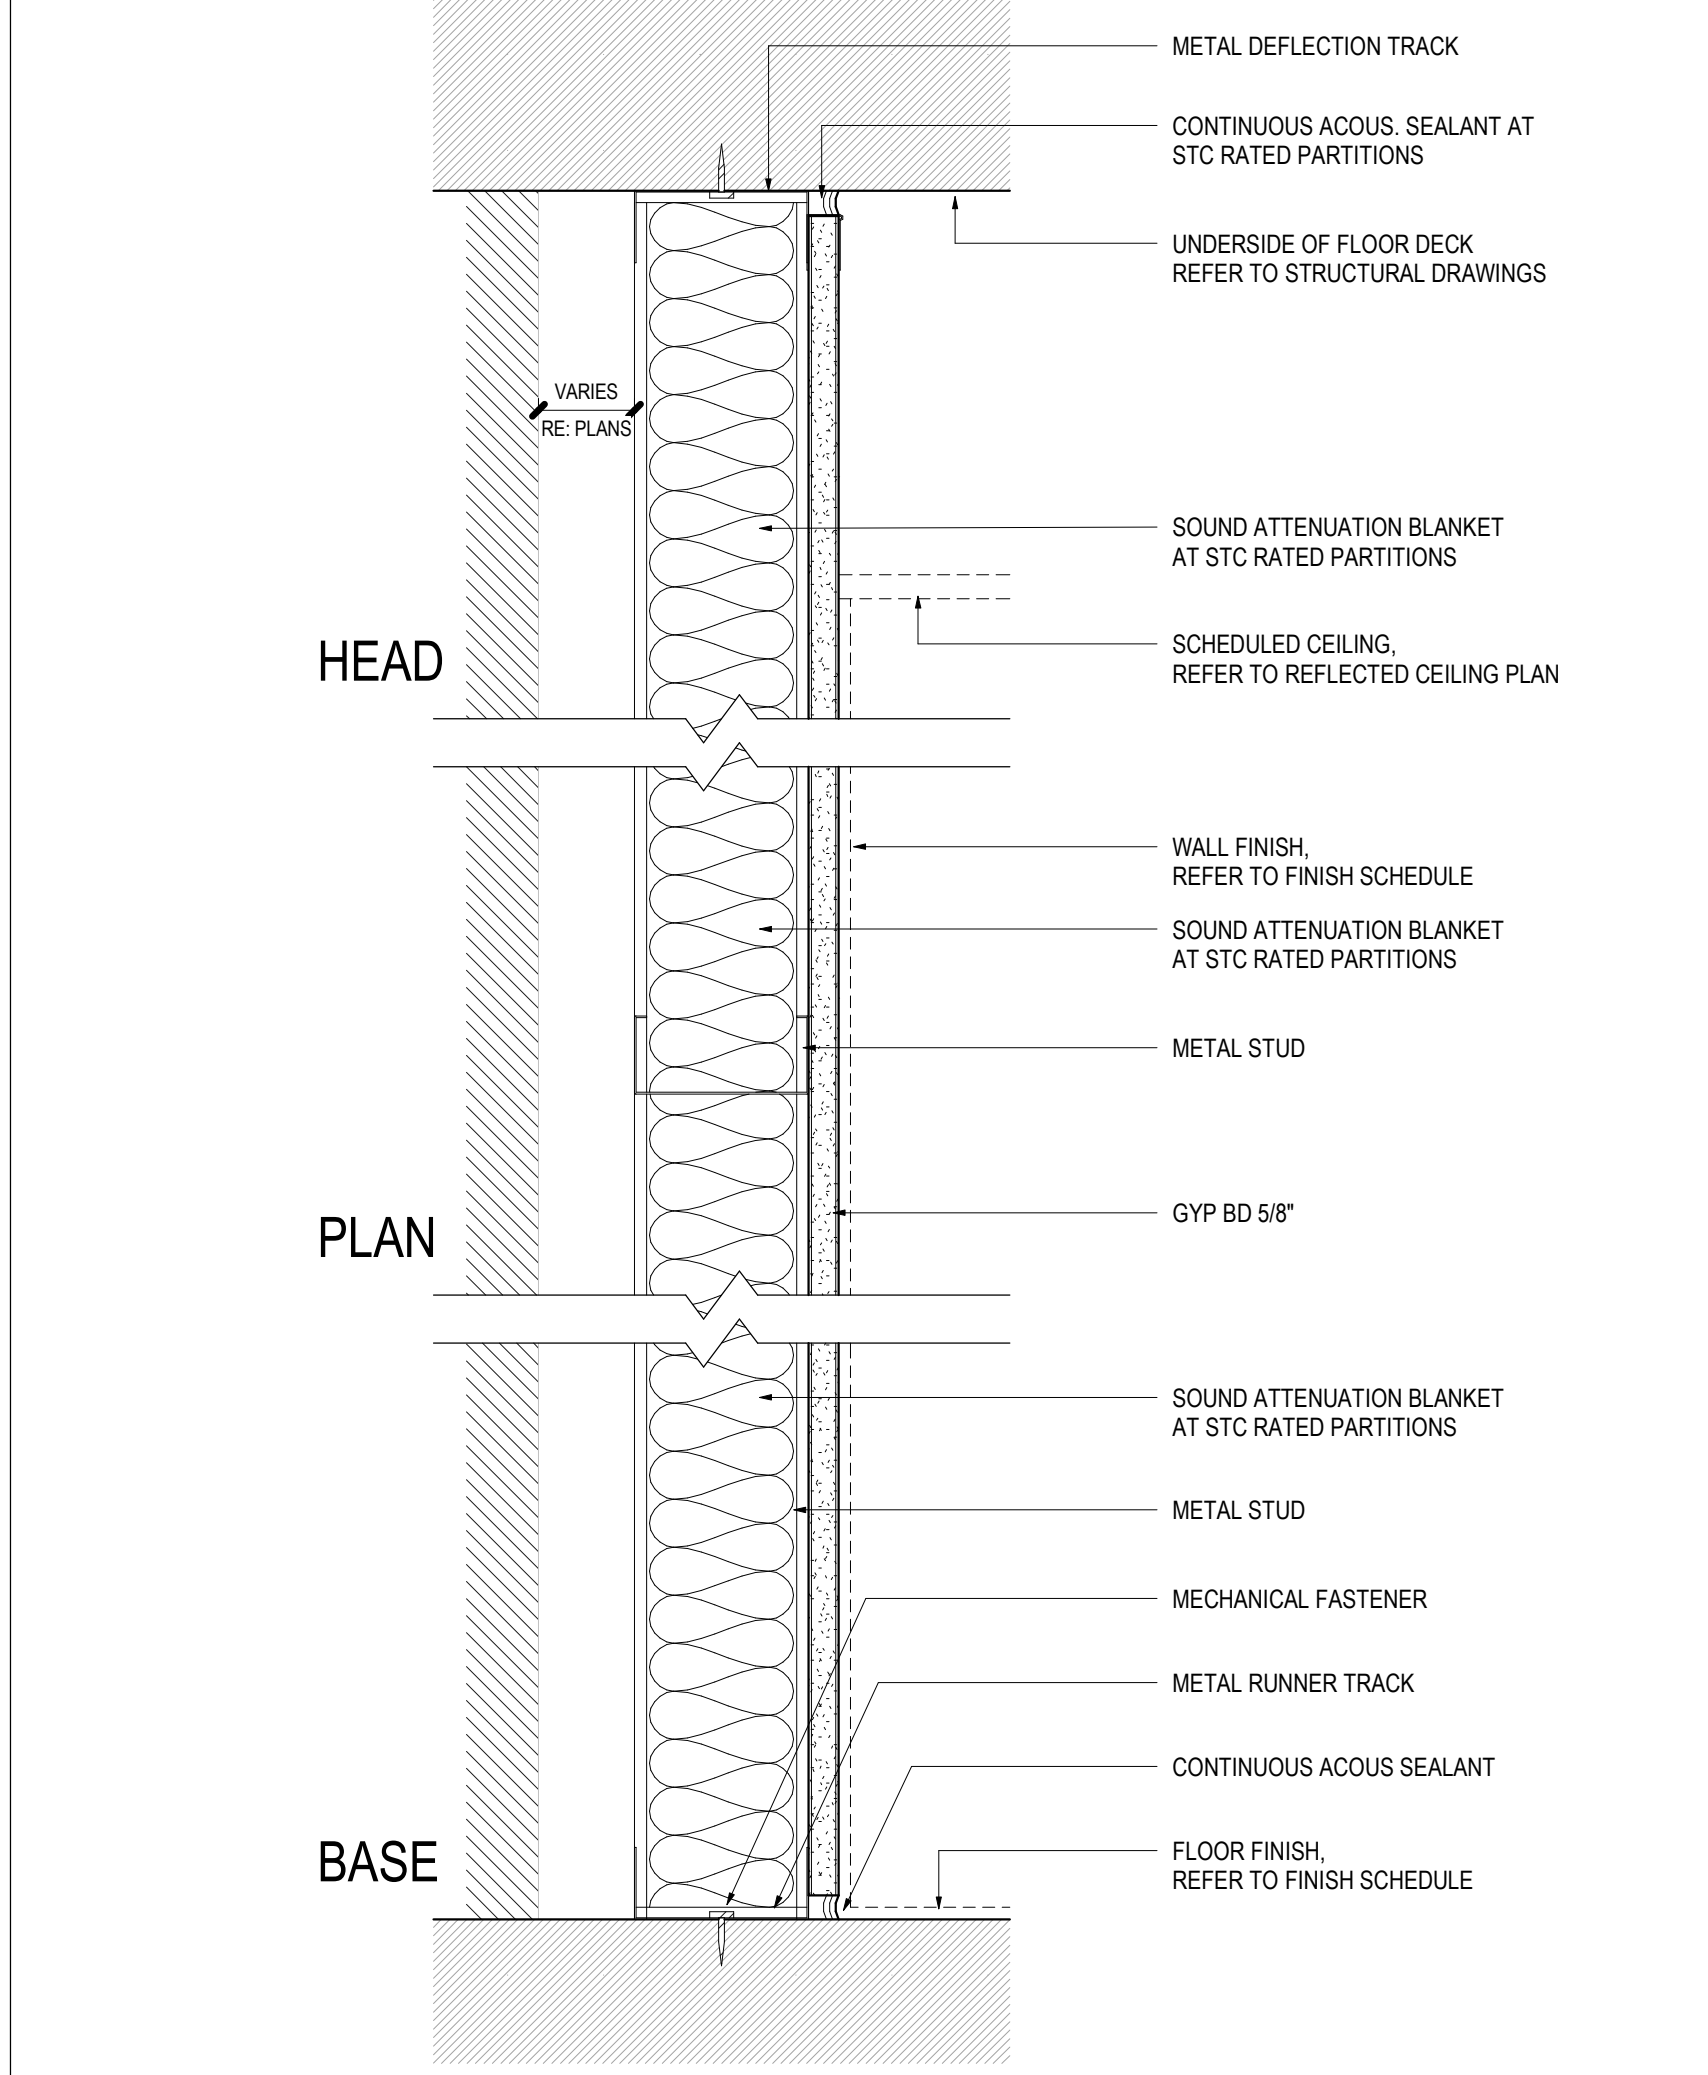 METAL DEFLECTION TRACK
CONTINUOUS ACOUS. SEALANT AT
STC RATED PARTITIONS
UNDERSIDE OF FLOOR DECK
REFER TO STRUCTURAL DRAWINGS
VARIES
RE: PLANS
SOUND ATTENUATION BLANKET
AT STC RATED PARTITIONS
HEAD
SCHEDULED CEILING,
REFER TO REFLECTED CEILING PLAN
WALL FINISH,
REFER TO FINISH SCHEDULE
SOUND ATTENUATION BLANKET
AT STC RATED PARTITIONS
METAL STUD
PLAN
GYP BD 5/8"
SOUND ATTENUATION BLANKET
AT STC RATED PARTITIONS
METAL STUD
MECHANICAL FASTENER
METAL RUNNER TRACK
CONTINUOUS ACOUS SEALANT
BASE
FLOOR FINISH,
REFER TO FINISH SCHEDULE